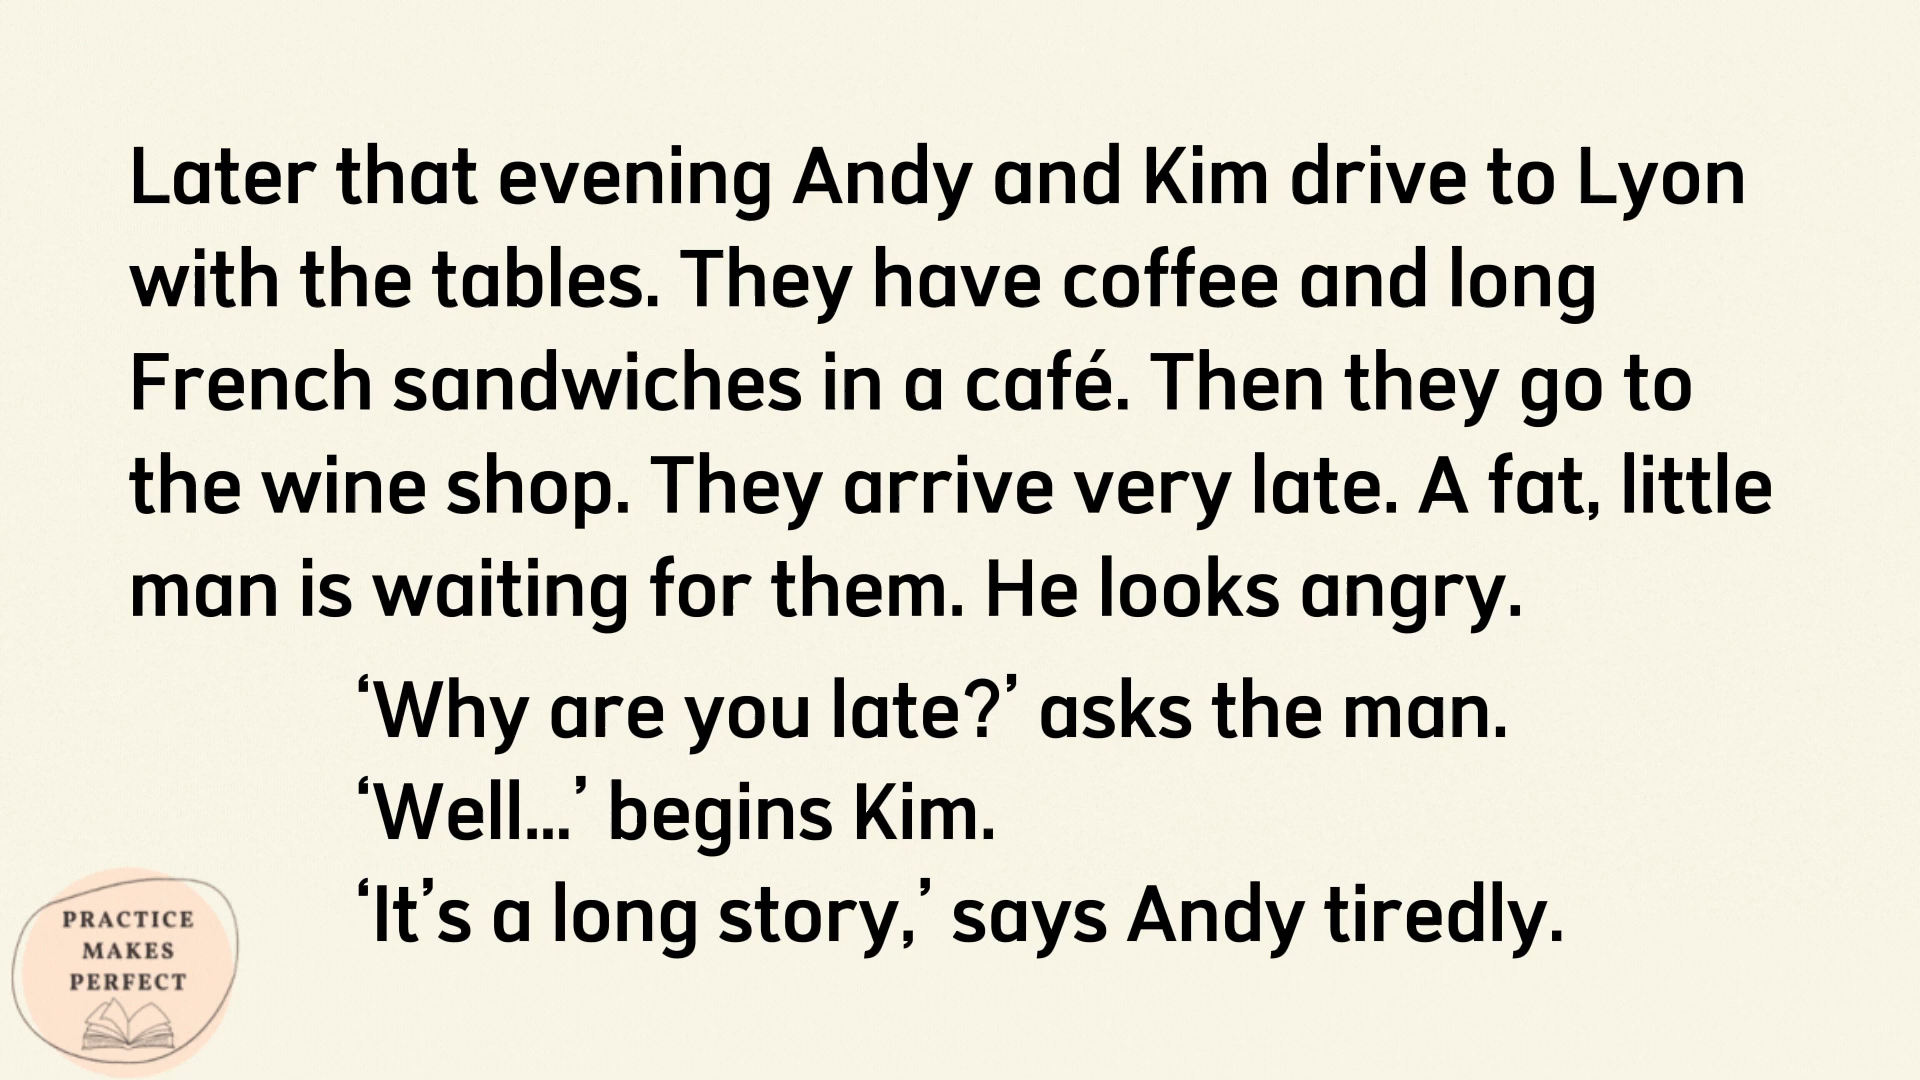 Later that evening Andy and Kim drive to Lyon
with the tables. They have coffee and long
French sandwiches in a café. Then they go to
the wine shop. They arrive very late. A fat, little
man is waiting for them. He looks angry.
‘Why are you late?’ asks the man.
‘Well...’ begins Kim.
‘It’s a long story,’ says Andy tiredly.
PRACTICE
MAKES
PERFECT